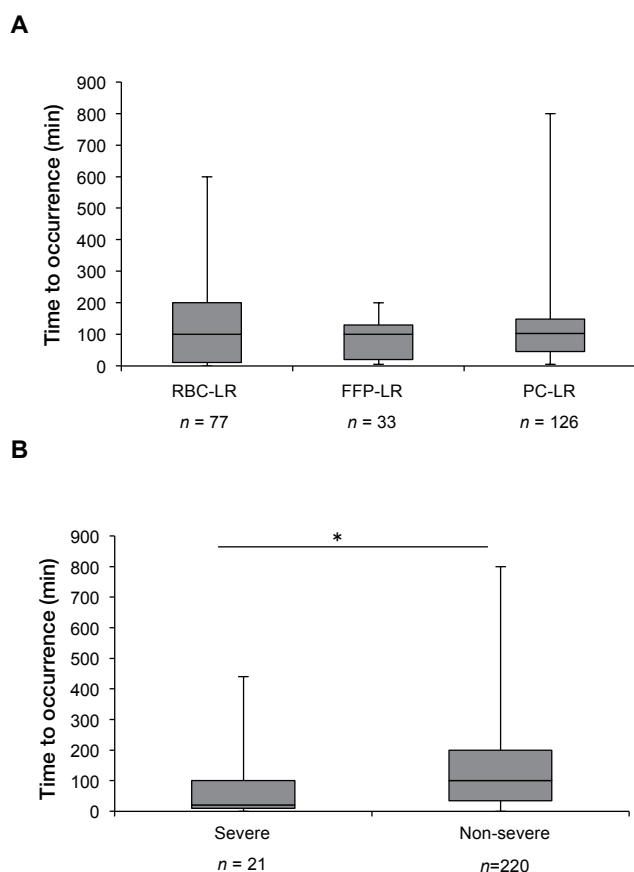 A
Time to occurrence (min)
900
800
700
600
500
400
300
200
100
0
RBC-LR FFP-LR PC-LR
n = 77 n = 33 n = 126
B
Time to occurrence (min)
900
800
700
600
500
400
300
200
100
0
*
Severe Non-severe
n = 21 n=220